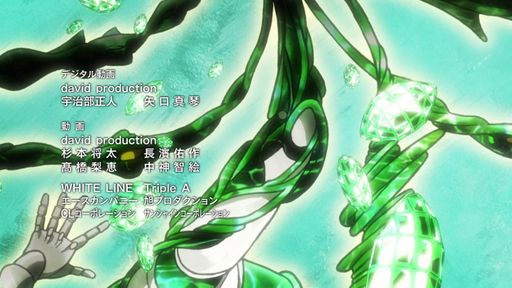 デジタル動画
david production
宇治部正人 矢口真琴
動画
david production
杉本将太 長濱佑作
髙橋梨恵 中神智絵
WHITE LINE Triple A
エースカンパニー 旭プロダクション
CLコーポレーション サンシャインコーポレーション